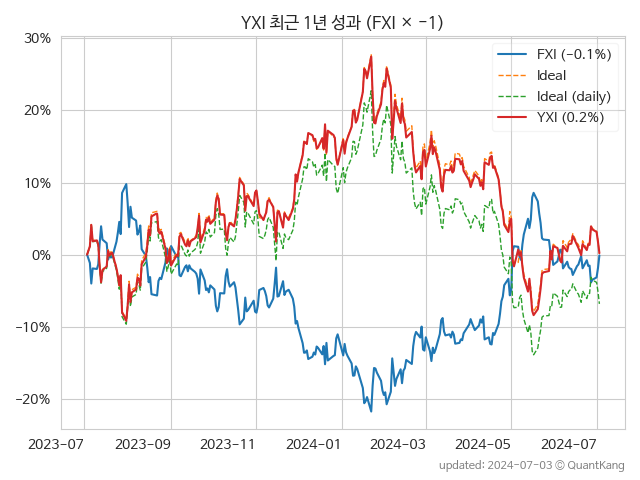 YXI 최근 1년 성과 (FXI × -1)
30%
20%
10%
0%
-10%
-20%
FXI (-0.1%)
Ideal
Ideal (daily)
YXI (0.2%)
2023-07 2023-09 2023-11 2024-01 2024-03 2024-05 2024-07
updated: 2024-07-03 © QuantKang